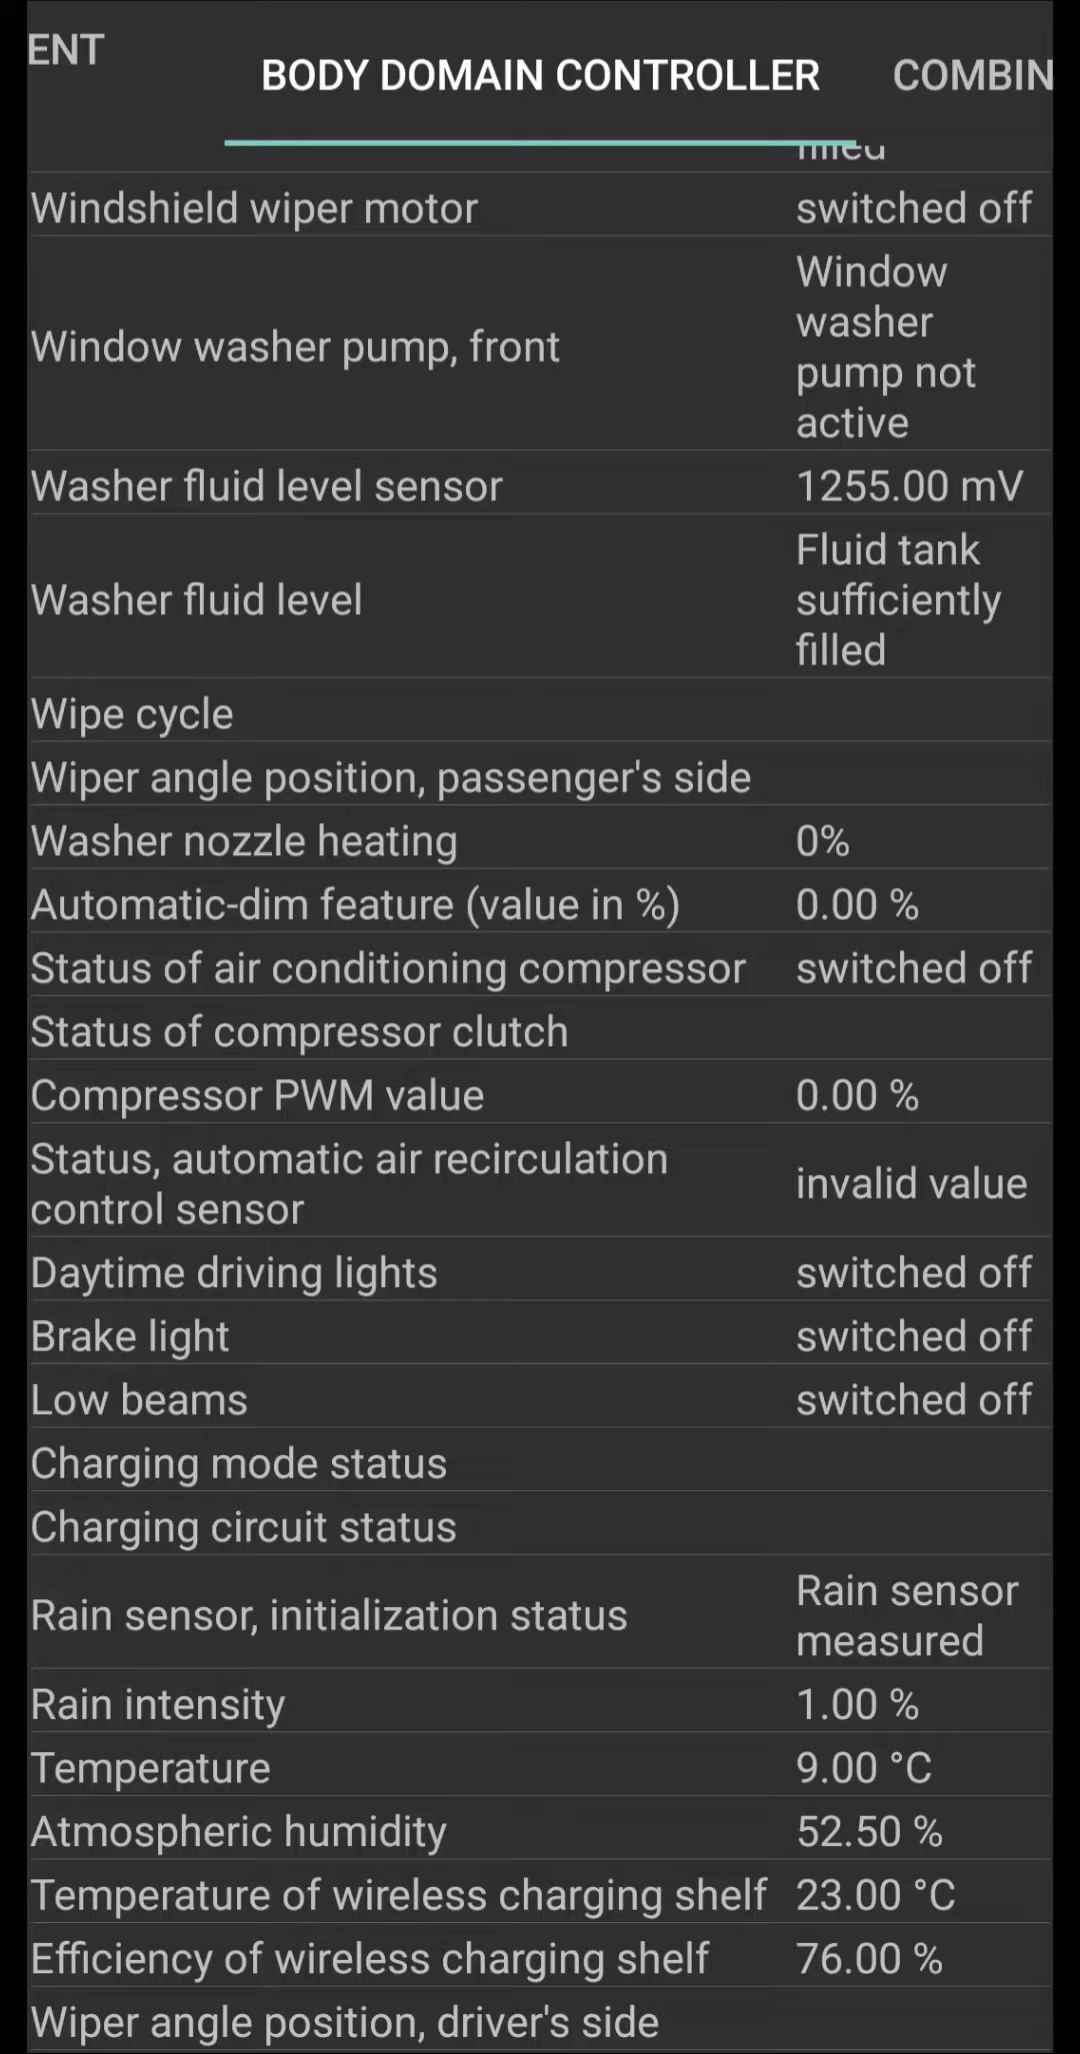 ENT
BODY DOMAIN CONTROLLER
COMBIN
filled
Windshield wiper motor switched off
Window washer pump, front
Window
washer
pump not
active
Washer fluid level sensor 1255.00 mV
Washer fluid level
Fluid tank
sufficiently
filled
Wipe cycle
Wiper angle position, passenger's side
Washer nozzle heating 0%
Automatic-dim feature (value in %) 0.00 %
Status of air conditioning compressor switched off
Status of compressor clutch
Compressor PWM value 0.00 %
Status, automatic air recirculation
control sensor
invalid value
Daytime driving lights switched off
Brake light switched off
Low beams switched off
Charging mode status
Charging circuit status
Rain sensor, initialization status
Rain sensor
measured
Rain intensity 1.00 %
Temperature 9.00 °C
Atmospheric humidity 52.50 %
Temperature of wireless charging shelf 23.00 °C
Efficiency of wireless charging shelf 76.00 %
Wiper angle position, driver's side